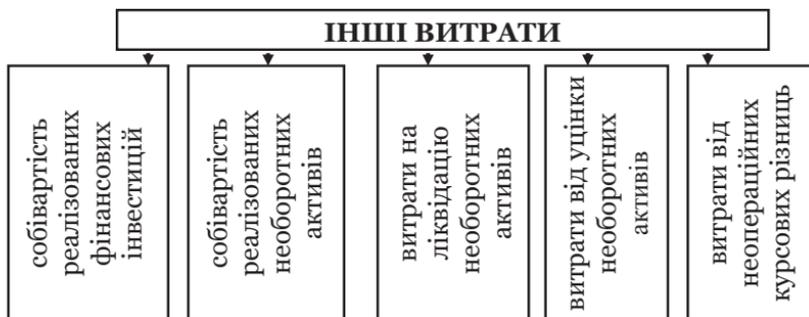 ІНШІ ВИТРАТИ
собівартість
реалізованих
фінансових
інвестицій
собівартість
реалізованих
необоротних
активів
витрати на
ліквідацію
необоротних
активів
витрати від уцінки
необоротних
активів
витрати від
неопераційних
курсових різниць